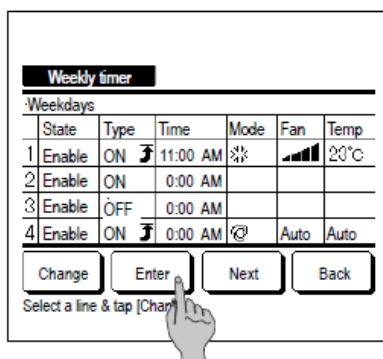 Weekly timer
·Weekdays
State Type Time Mode Fan Temp
1 Enable ON 11:00 AM 23°C
2 Enable ON 0:00 AM
3 Enable OFF 0:00 AM
4 Enable ON 0:00 AM Auto Auto
Change Enter Next Back
Select a line & tap [Chan